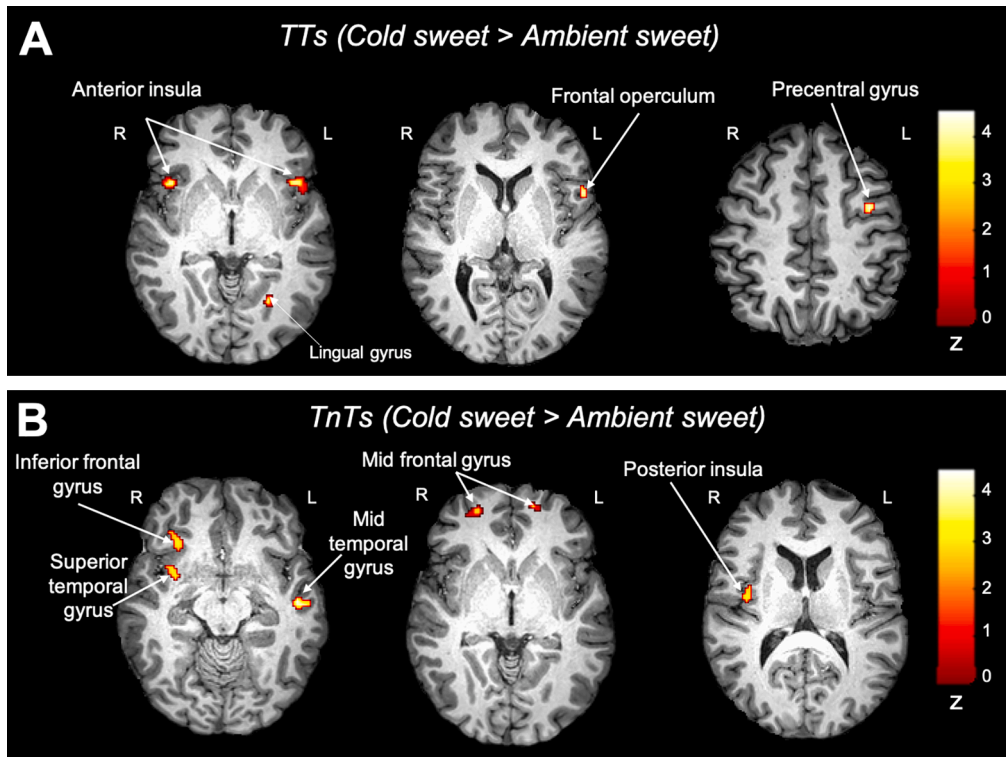 A
TTs (Cold sweet > Ambient sweet)
Anterior insula
Frontal operculum
Precentral gyrus
R
L
R
L
R
L
4
3
2
1
0
Z
Lingual gyrus
B
TnTs (Cold sweet > Ambient sweet)
Inferior frontal
gyrus
Mid frontal gyrus
Posterior insula
R
L
R
L
R
L
Mid
temporal
gyrus
Superior
temporal
gyrus
4
3
2
1
0
Z